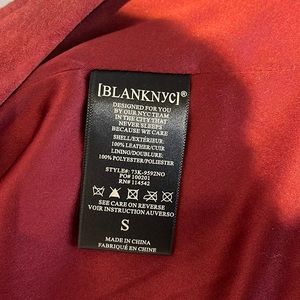 [BLANKNYC]®
DESIGNED FOR YOU
BY OUR NYC TEAM
IN THE CITY THAT
NEVER SLEEPS
BECAUSE WE CARE
SHELL/EXTÉRIEUR:
100% LEATHER/CUIR
LINING/DOUBLURE:
100% POLYESTER/POLIESTER
STYLE#: 73K-9592NO
PO# 100201
RN# 114542
SEE CARE ON REVERSE
VOIR INSTRUCTION AUVERSO
S
MADE IN CHINA
FABRIQUÉ EN CHINE